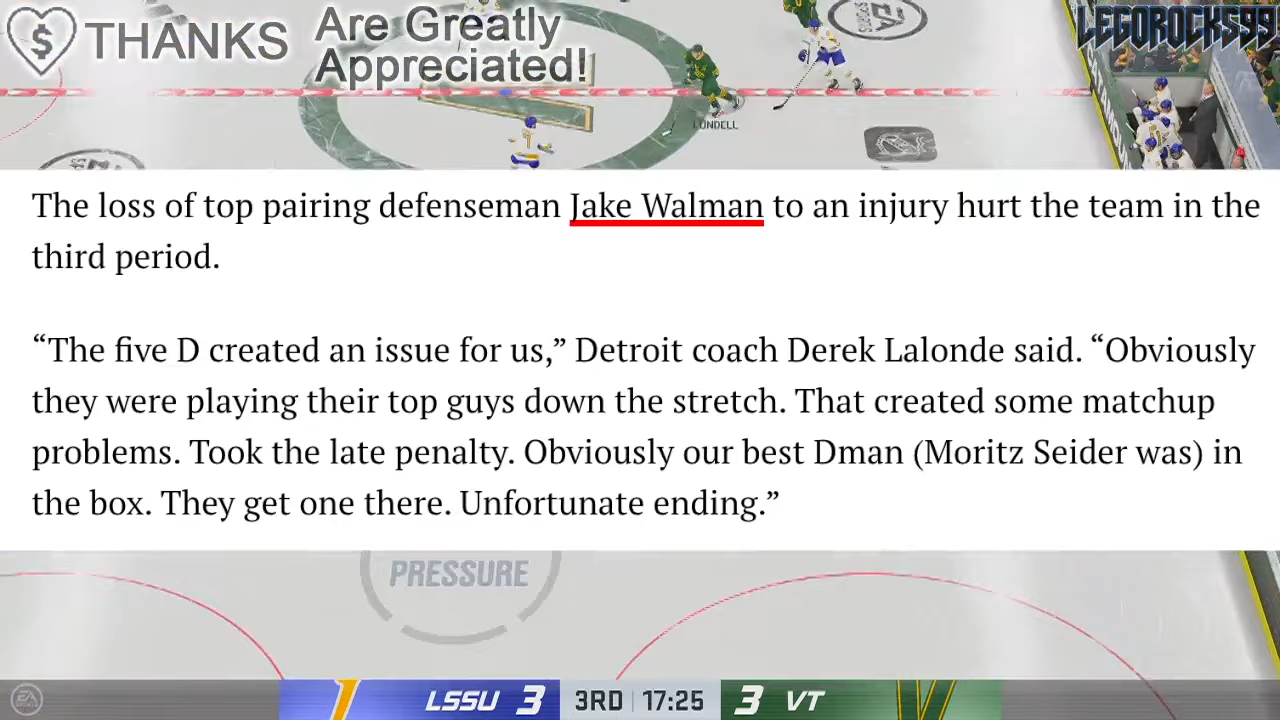 $ THANKS
Are Greatly
Appreciated!
LEGOROCKS99
EA
SPORTS
LUNDELL
The loss of top pairing defenseman Jake Walman to an injury hurt the team in the
third period.
“The five D created an issue for us,” Detroit coach Derek Lalonde said. “Obviously
they were playing their top guys down the stretch. That created some matchup
problems. Took the late penalty. Obviously our best Dman (Moritz Seider was) in
the box. They get one there. Unfortunate ending.”
PRESSURE
EA
SPORTS
LSSU 3 3RD 17:25 3 VT